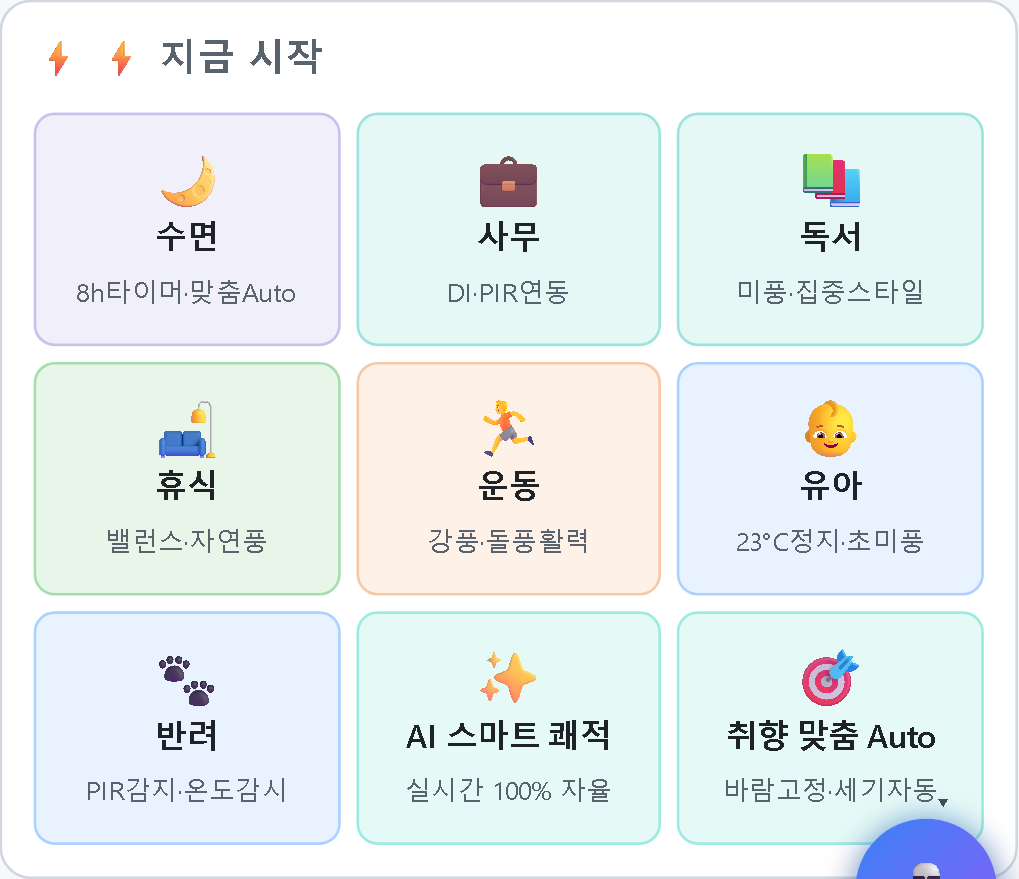 지금 시작
수면
8h타이머·맞춤Auto
사무
DI·PIR연동
독서
미풍·집중스타일
휴식
밸런스·자연풍
운동
강풍·돌풍활력
유아
23°C정지·초미풍
반려
PIR감지·온도감시
AI 스마트 쾌적
실시간 100% 자율
취향 맞춤 Auto
바람고정·세기자동